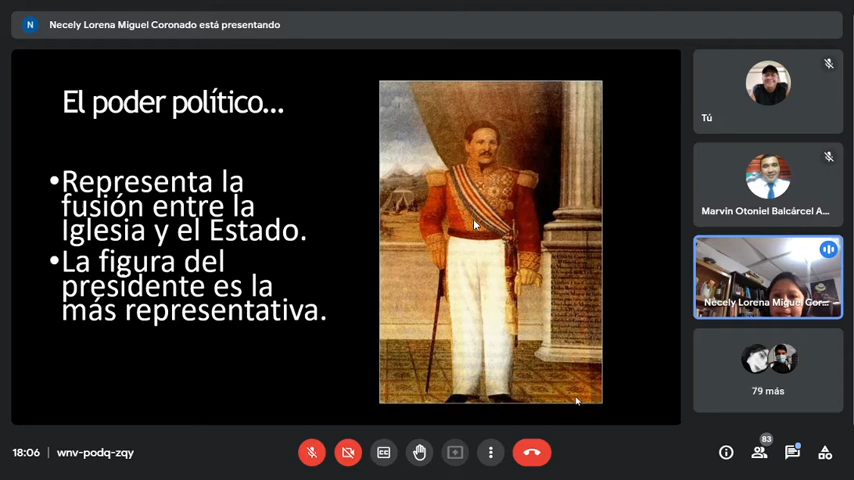 N Necely Lorena Miguel Coronado está presentando
El poder político...
•Representa la
fusión entre la
Iglesia y el Estado.
•La figura del
presidente es la
más representativa.
Tú
Marvin Otoniel Balcárcel A...
Necely Lorena Miguel Cor...
79 más
18:06 | wnv-podq-zqy
83